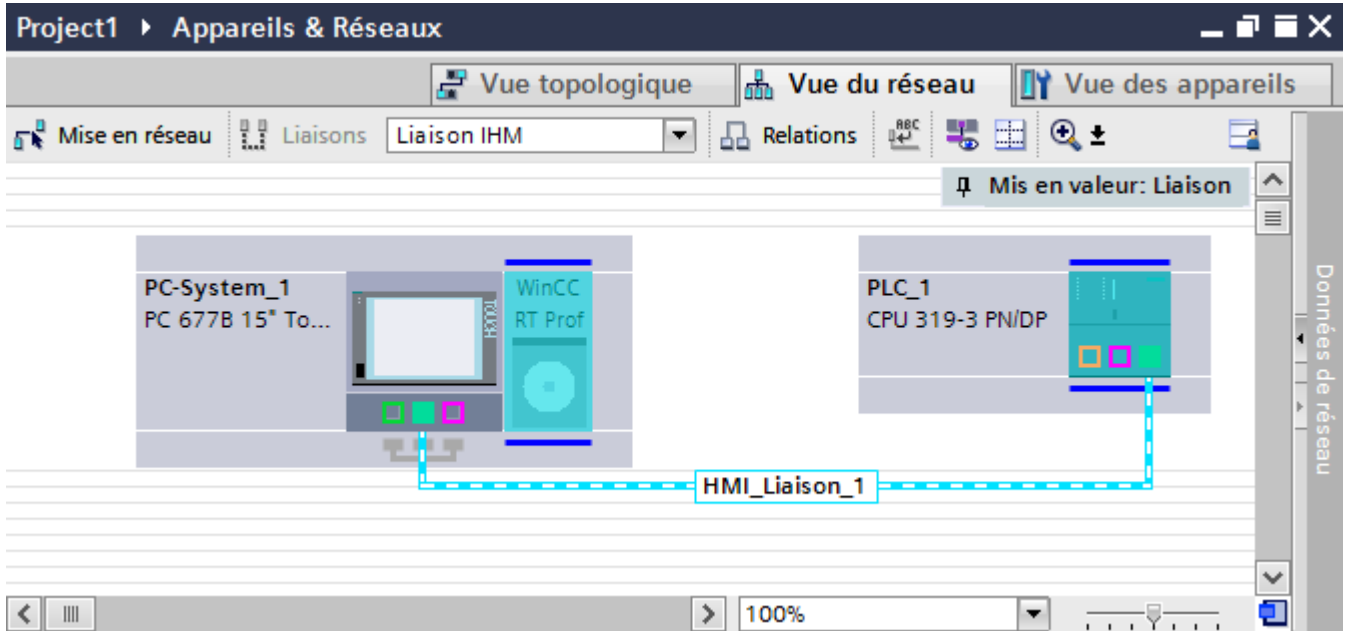 Project1 ▸ Appareils & Réseaux
Vue topologique
Vue du réseau
Vue des appareils
Mise en réseau
Liaisons
Liaison IHM
Relations
ABC
Mis en valeur: Liaison
PC-System_1
PC 677B 15" To...
TOUCH
WinCC
RT Prof
PLC_1
CPU 319-3 PN/DP
HMI_Liaison_1
Données de réseau
100%